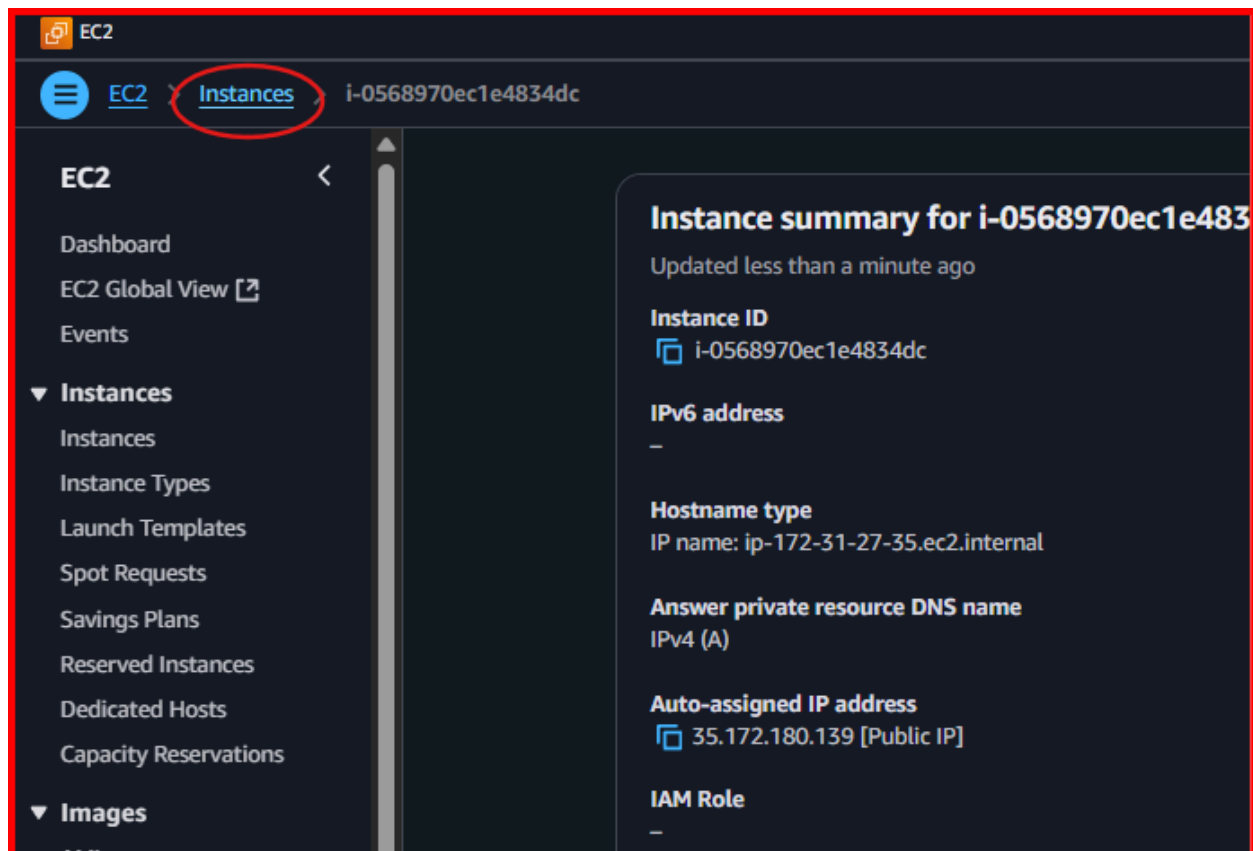 EC2
EC2 > Instances > i-0568970ec1e4834dc
EC2
Dashboard
EC2 Global View
Events
Instances
Instances
Instance Types
Launch Templates
Spot Requests
Savings Plans
Reserved Instances
Dedicated Hosts
Capacity Reservations
Images
Instance summary for i-0568970ec1e483
Updated less than a minute ago
Instance ID
i-0568970ec1e4834dc
IPv6 address
–
Hostname type
IP name: ip-172-31-27-35.ec2.internal
Answer private resource DNS name
IPv4 (A)
Auto-assigned IP address
35.172.180.139 [Public IP]
IAM Role
–